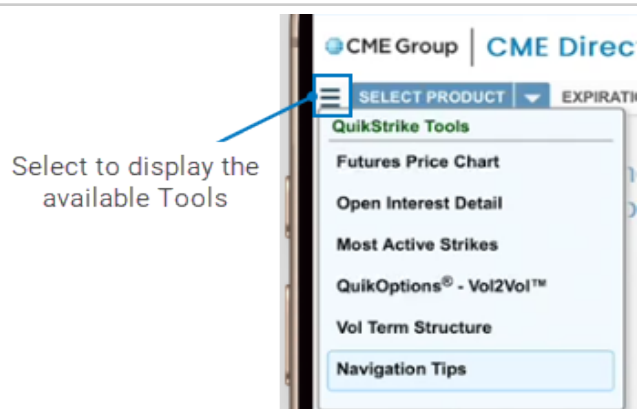 CME Group | CME Direc
SELECT PRODUCT EXPIRATI
QuikStrike Tools
Futures Price Chart
Open Interest Detail
Most Active Strikes
QuikOptions® - Vol2Vol™
Vol Term Structure
Navigation Tips
Select to display the
available Tools